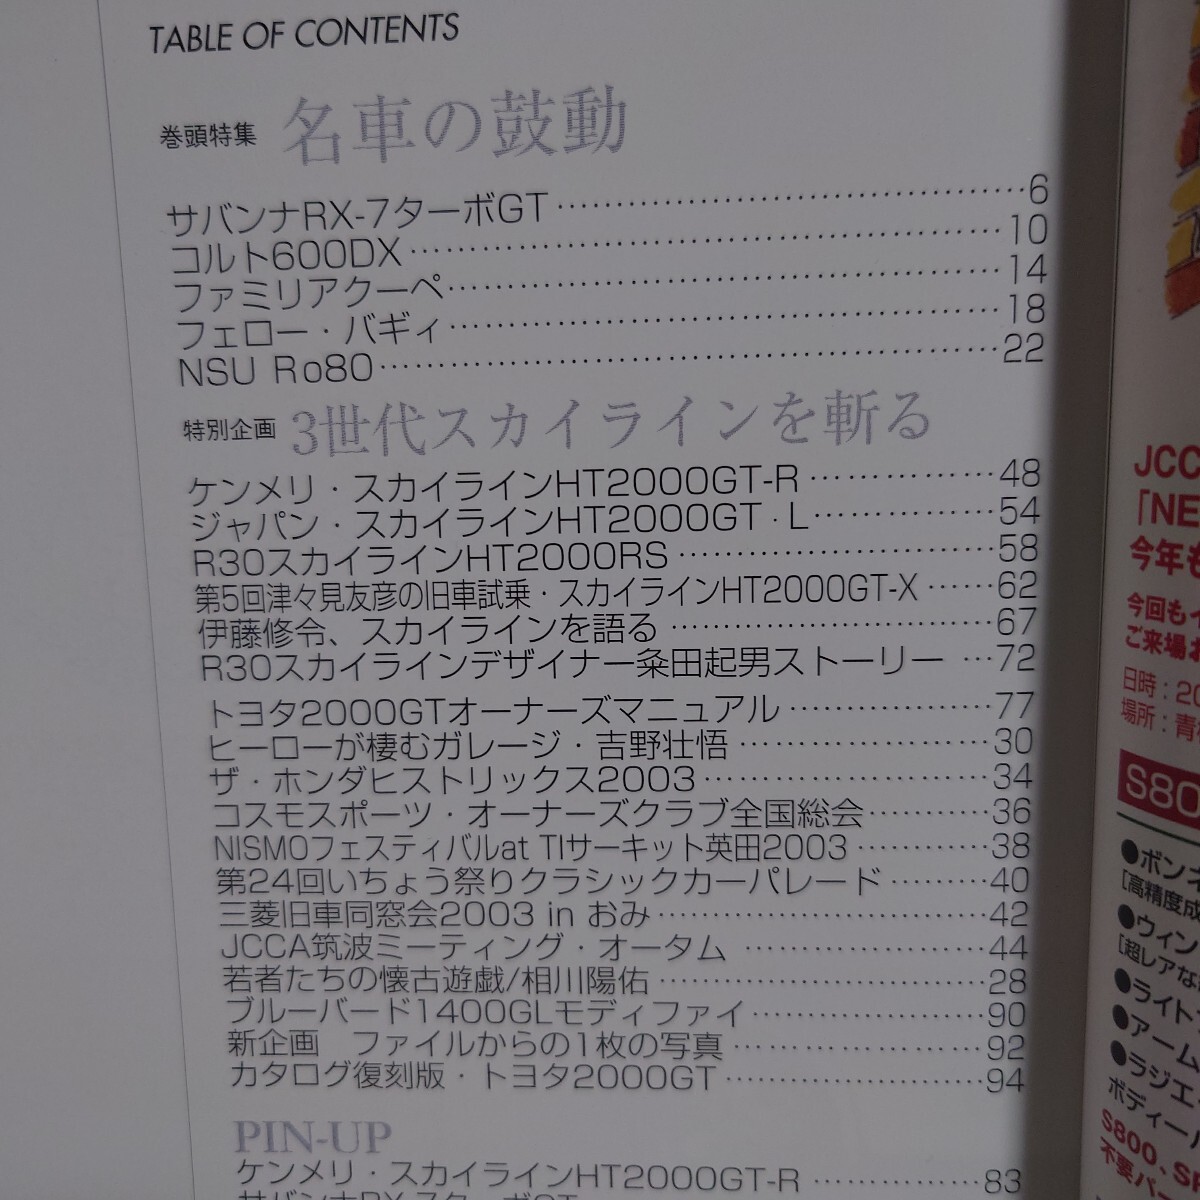 TABLE OF CONTENTS
巻頭特集 名車の鼓動
サバンナRX-7ターボGT……………………………6
コルト600DX……………………………10
ファミリアクーペ……………………………14
フェロー・バギィ……………………………18
NSU Ro80……………………………22
特別企画 3世代スカイラインを斬る
ケンメリ・スカイラインHT2000GT-R……………48
ジャパン・スカイラインHT2000GT・L……………54
R30スカイラインHT2000RS……………………58
第5回津々見友彦の旧車試乗・スカイラインHT2000GT-X……62
伊藤修令、スカイラインを語る……………………67
R30スカイラインデザイナー粂田起男ストーリー…72
トヨタ2000GTオーナーズマニュアル……………77
ヒーローが棲むガレージ・吉野壮悟………………30
ザ・ホンダヒストリックス2003……………………34
コスモスポーツ・オーナーズクラブ全国総会………36
NISMOフェスティバルat TIサーキット英田2003………38
第24回いちょう祭りクラシックカーパレード………40
三菱旧車同窓会2003 in おみ……………………42
JCCA筑波ミーティング・オータム………………44
若者たちの懐古遊戯/相川陽佑……………………28
ブルーバード1400GLモディファイ………………90
新企画 ファイルからの1枚の写真…………………92
カタログ復刻版・トヨタ2000GT…………………94
PIN-UP
ケンメリ・スカイラインHT2000GT-R……………83
サバンナRX-7ターボGT
JCC
「NE
今年も
今回もイ
ご来場お
日時：20
場所：青
S80
●ボンネ
[高精度成
●ウィン
[超レアな
●ライト
●アーム
●ラジエ
ボディー
S800、S
不要パー